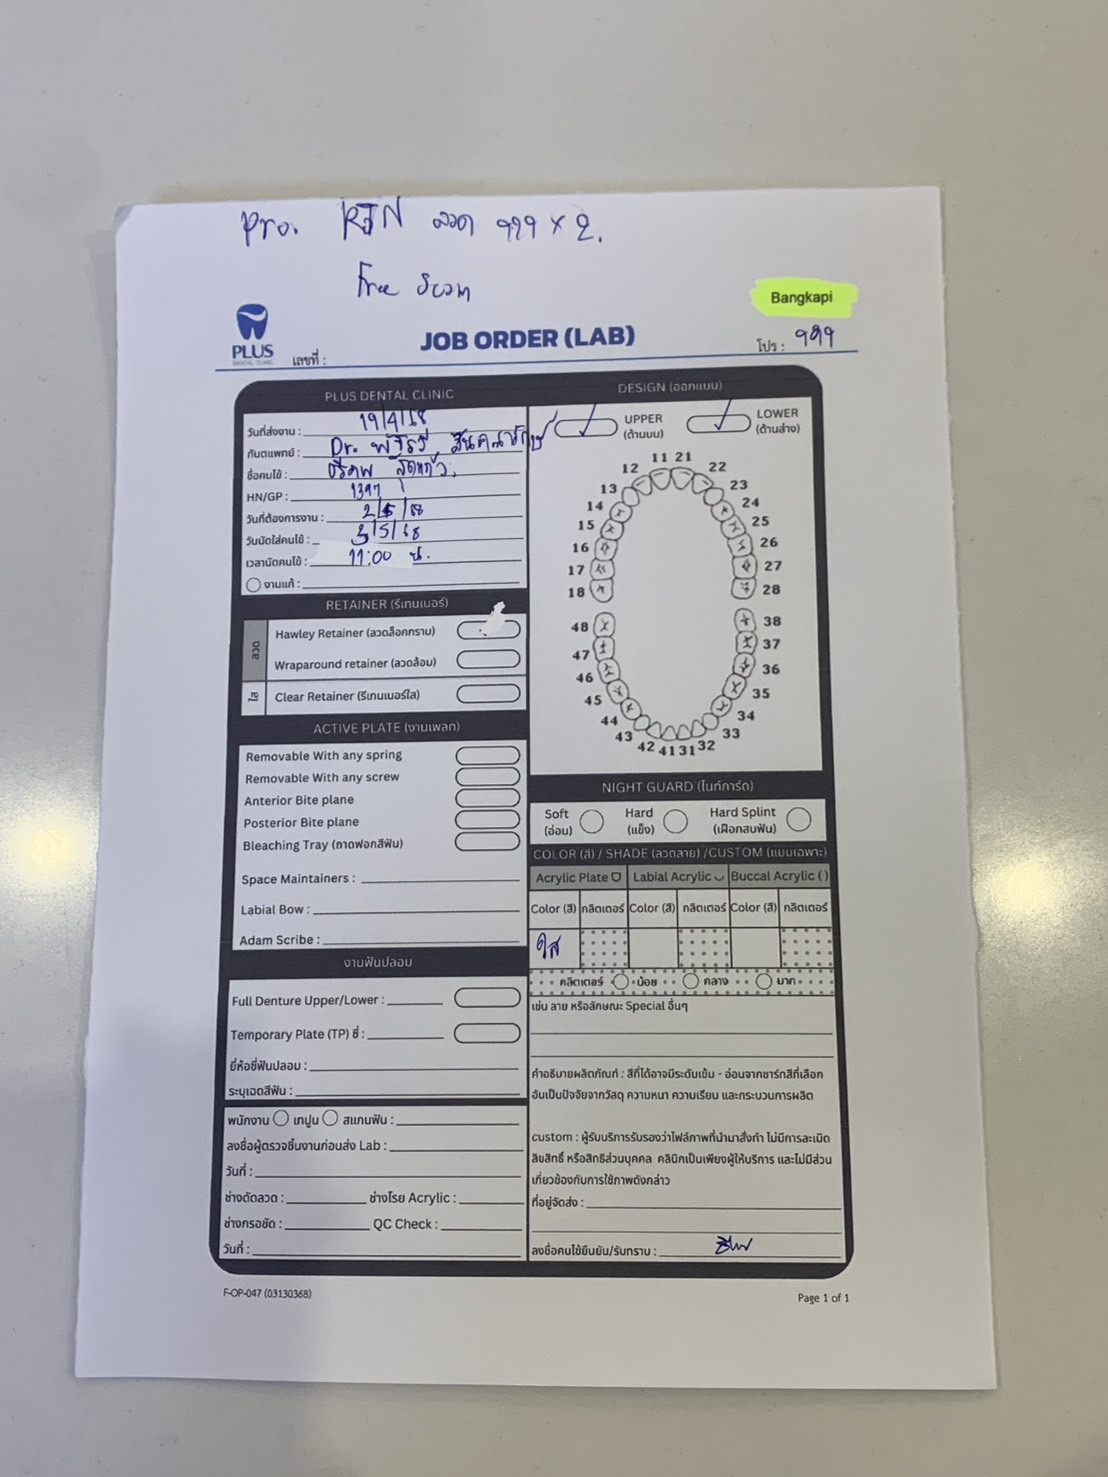 Pro. RTN ลวด 999 x 2.
Free Scan
Bangkapi
PLUS
DENTAL CLINIC
เลขที่ :
JOB ORDER (LAB)
โปร : 999
PLUS DENTAL CLINIC
วันที่ส่งงาน : 19/4/68
ทันตแพทย์ : Dr.
ชื่อคนไข้ :
HN/GP : 1397
วันที่ต้องการงาน : 2/5/68
วันนัดใส่คนไข้ : 3/5/68
เวลานัดคนไข้ : 11:00 น.
งานแก้ :
RETAINER (รีเทนเนอร์)
ลวด
Hawley Retainer (ลวดล็อกกราม)
Wraparound retainer (ลวดล้อม)
ใส
Clear Retainer (รีเทนเนอร์ใส)
ACTIVE PLATE (งานเพลท)
Removable With any spring
Removable With any screw
Anterior Bite plane
Posterior Bite plane
Bleaching Tray (ถาดฟอกสีฟัน)
Space Maintainers :
Labial Bow :
Adam Scribe :
งานฟันปลอม
Full Denture Upper/Lower :
Temporary Plate (TP) ซี่ :
ยี่ห้อซี่ฟันปลอม :
ระบุเฉดสีฟัน :
พนักงาน เทปูน สแกนฟัน :
ลงชื่อผู้ตรวจชิ้นงานก่อนส่ง Lab :
วันที่ :
ช่างดัดลวด : ช่างโรย Acrylic :
ช่างกรอขัด : QC Check :
วันที่ :
DESIGN (ออกแบบ)
UPPER
(ด้านบน)
LOWER
(ด้านล่าง)
11 21
12 22
13 23
14 24
15 25
16 26
17 27
18 28
48 38
47 37
46 36
45 35
44 34
43 33
42 41 31 32
NIGHT GUARD (ไนท์การ์ด)
Soft
(อ่อน)
Hard
(แข็ง)
Hard Splint
(เฝือกสบฟัน)
COLOR (สี) / SHADE (ลวดลาย) /CUSTOM (แบบเฉพาะ)
Acrylic Plate Labial Acrylic Buccal Acrylic ( )
Color (สี) กลิตเตอร์ Color (สี) กลิตเตอร์ Color (สี) กลิตเตอร์
ใส
กลิตเตอร์ น้อย กลาง มาก
เช่น ลาย หรือลักษณะ Special อื่นๆ
คำอธิบายผลิตภัณฑ์ : สีที่ได้อาจมีระดับเข้ม - อ่อนจากชาร์ทสีที่เลือก
อันเป็นปัจจัยจากวัสดุ ความหนา ความเรียบ และกระบวนการผลิต
custom : ผู้รับบริการรับรองว่าไฟล์ภาพที่นำมาสั่งทำ ไม่มีการละเมิด
ลิขสิทธิ์ หรือสิทธิส่วนบุคคล คลินิกเป็นเพียงผู้ให้บริการ และไม่มีส่วน
เกี่ยวข้องกับการใช้ภาพดังกล่าว
ที่อยู่จัดส่ง :
ลงชื่อคนไข้ยืนยัน/รับทราบ :
F-OP-047 (03130368)
Page 1 of 1